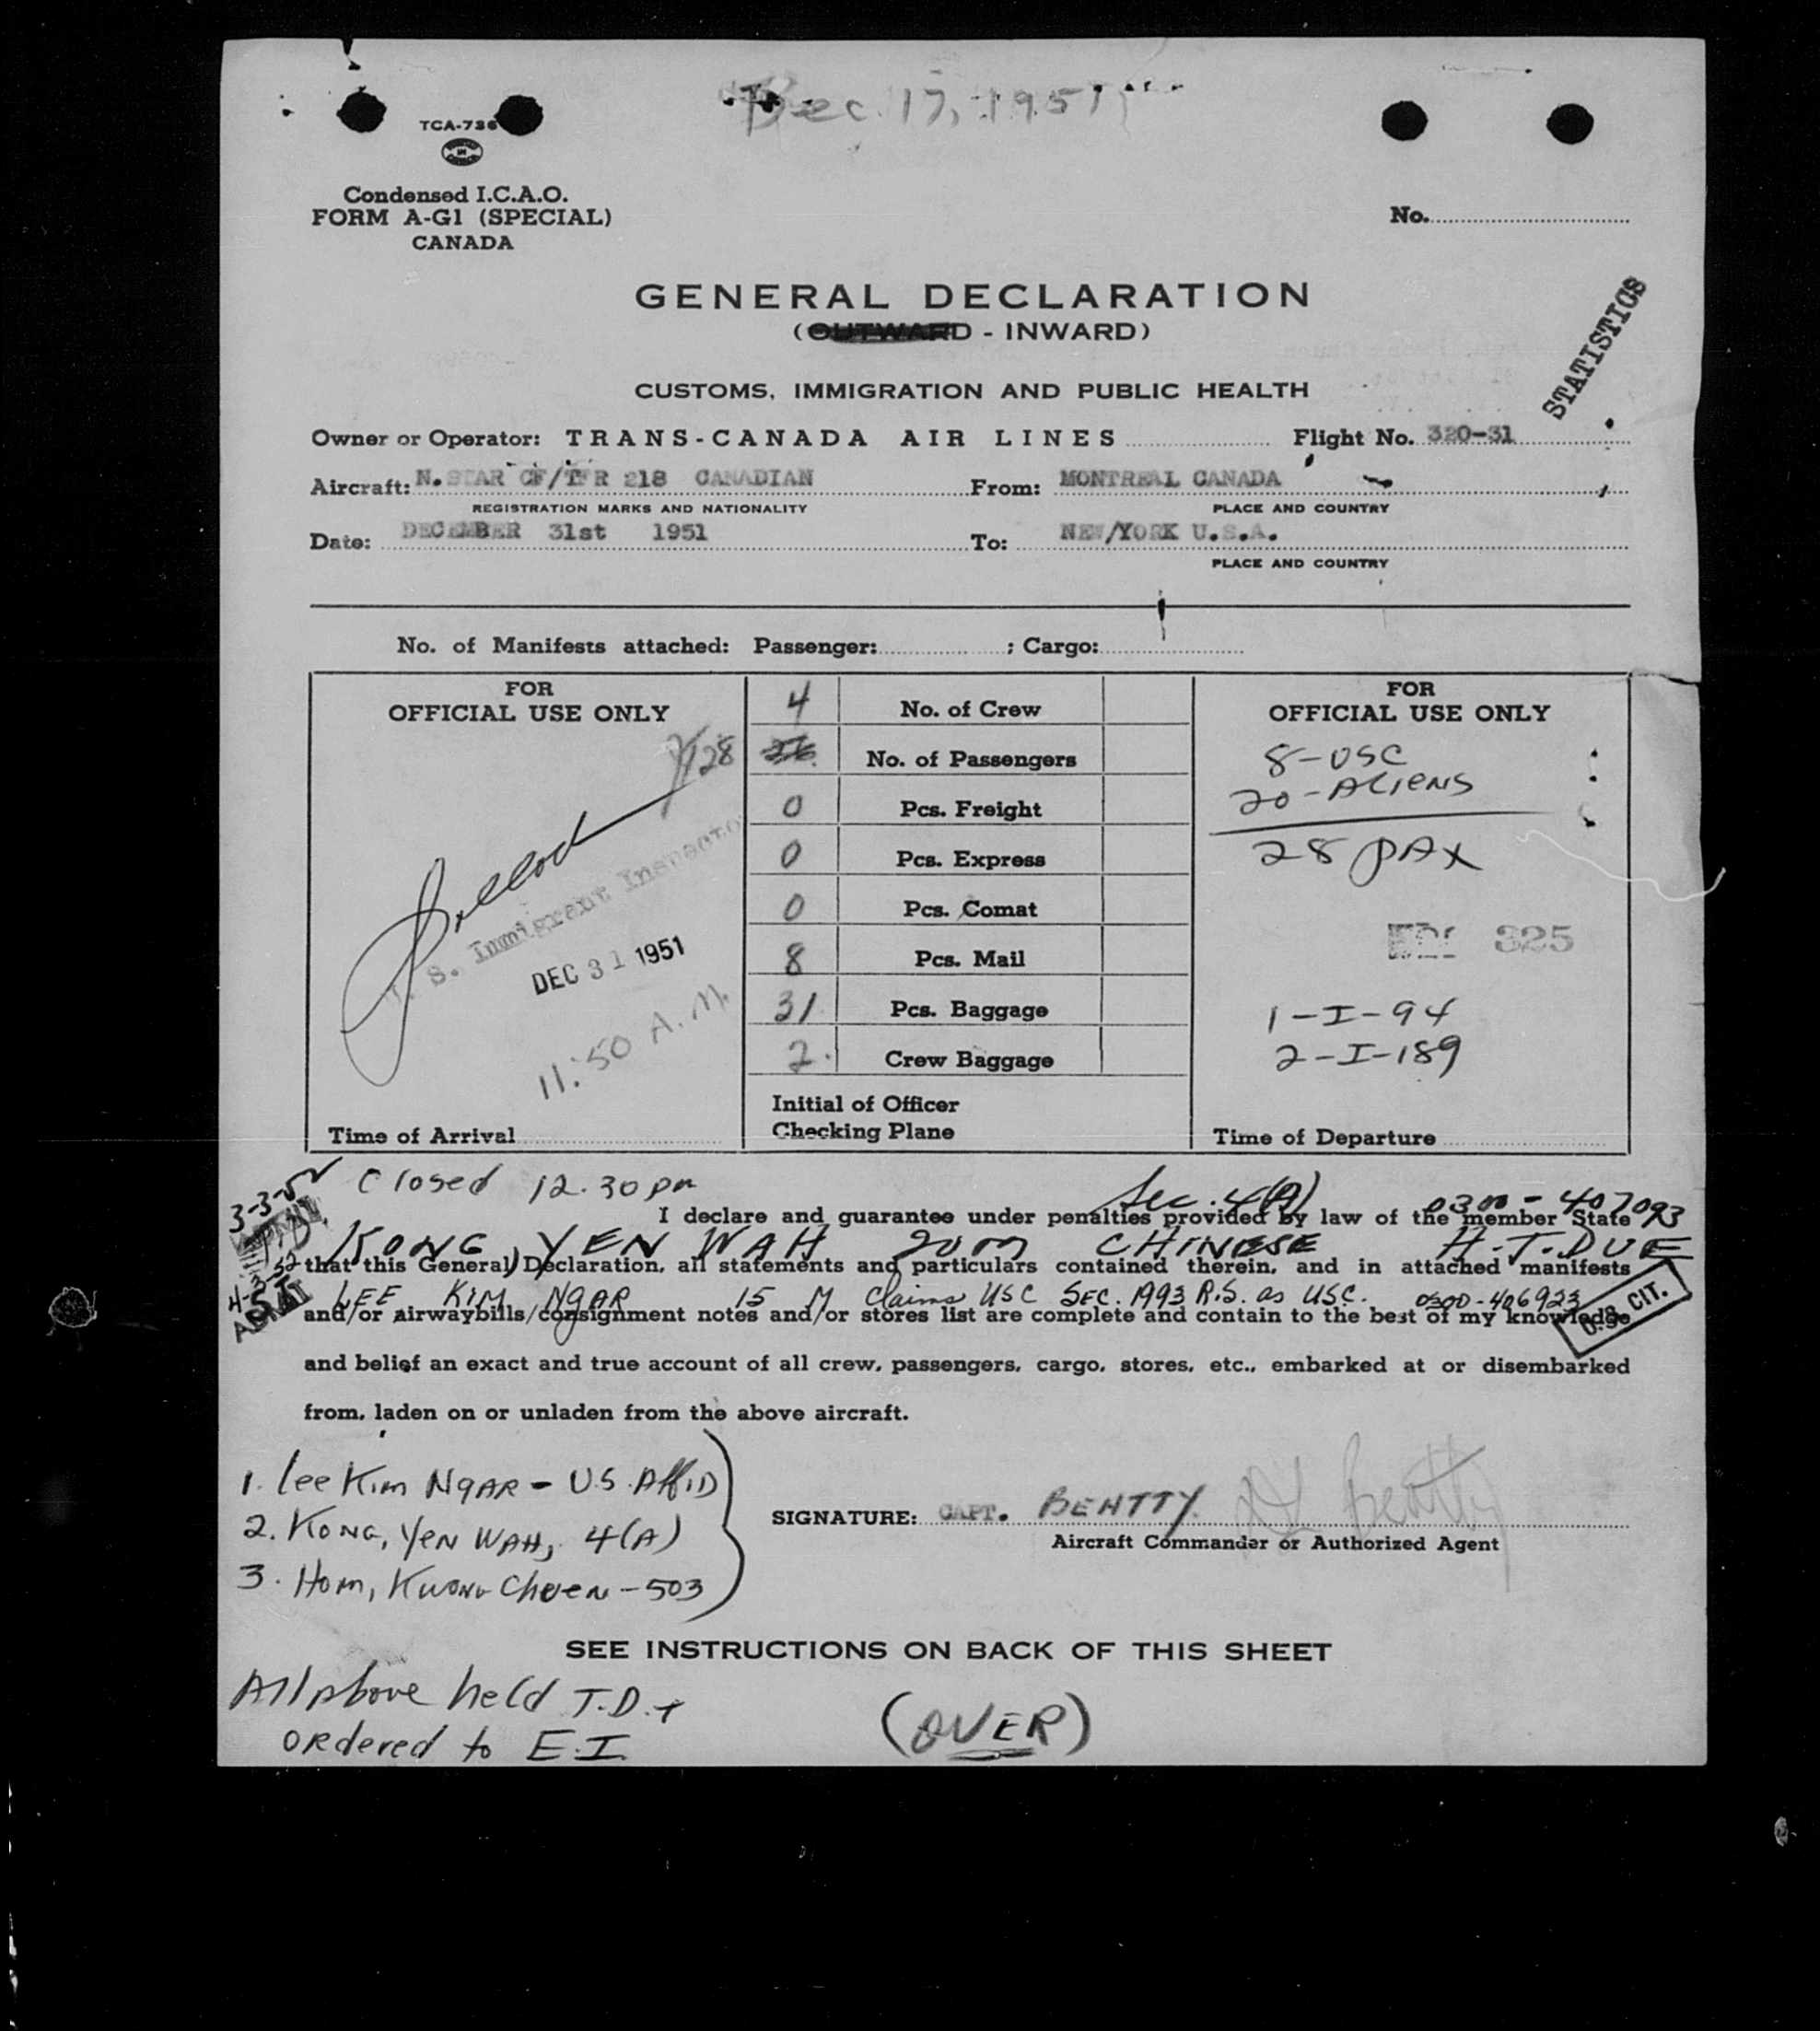 Dec. 17, 1951
TCA-736
Condensed I.C.A.O.
FORM A-G1 (SPECIAL)
CANADA
No.
GENERAL DECLARATION
(OUTWARD - INWARD)
STATISTICS
CUSTOMS, IMMIGRATION AND PUBLIC HEALTH
Owner or Operator: TRANS-CANADA AIR LINES Flight No. 320-31
Aircraft: N.STAR CF/TFR 218 CANADIAN From: MONTREAL CANADA
REGISTRATION MARKS AND NATIONALITY PLACE AND COUNTRY
Date: DECEMBER 31st 1951 To: NEW/YORK U.S.A.
PLACE AND COUNTRY
No. of Manifests attached: Passenger: ; Cargo:
FOR
OFFICIAL USE ONLY
28
U. S. Immigrant Inspector
DEC 31 1951
11:50 A.M.
Time of Arrival
4 No. of Crew
26 No. of Passengers
0 Pcs. Freight
0 Pcs. Express
0 Pcs. Comat
8 Pcs. Mail
31 Pcs. Baggage
2 Crew Baggage
Initial of Officer
Checking Plane
FOR
OFFICIAL USE ONLY
8-USC
20-ALIENS
28 PAX
325
1-I-94
2-I-189
Time of Departure
Closed 12.30 pm
3-3-52
Sec. 4(A) 0300-407093
I declare and guarantee under penalties provided by law of the member State
KONG YEN WAH 20 M CHINESE H.T. DUE
that this General Declaration, all statements and particulars contained therein, and in attached manifests
LEE KIM NGAR 15 M Claims USC SEC. 1993 R.S. as USC. 0300-406923
ADMIT
U.S. CIT.
and/or airwaybills/consignment notes and/or stores list are complete and contain to the best of my knowledge
and belief an exact and true account of all crew, passengers, cargo, stores, etc., embarked at or disembarked
from, laden on or unladen from the above aircraft.
1. Lee Kim NgAR - U.S. Affid
2. KONG, YEN WAH, 4(A)
3. Hom, Kwong Chuen - 503
SIGNATURE: CAPT. BEATTY
Aircraft Commander or Authorized Agent
SEE INSTRUCTIONS ON BACK OF THIS SHEET
All above held T.D. +
ordered to E.I.
(OVER)